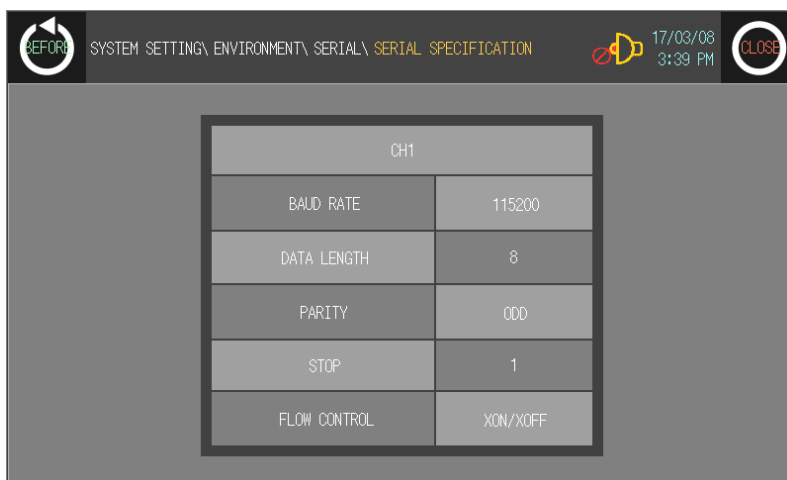 BEFORE
SYSTEM SETTING\ ENVIRONMENT\ SERIAL\ SERIAL SPECIFICATION
17/03/08
3:39 PM
CLOSE
CH1
BAUD RATE 115200
DATA LENGTH 8
PARITY ODD
STOP 1
FLOW CONTROL XON/XOFF